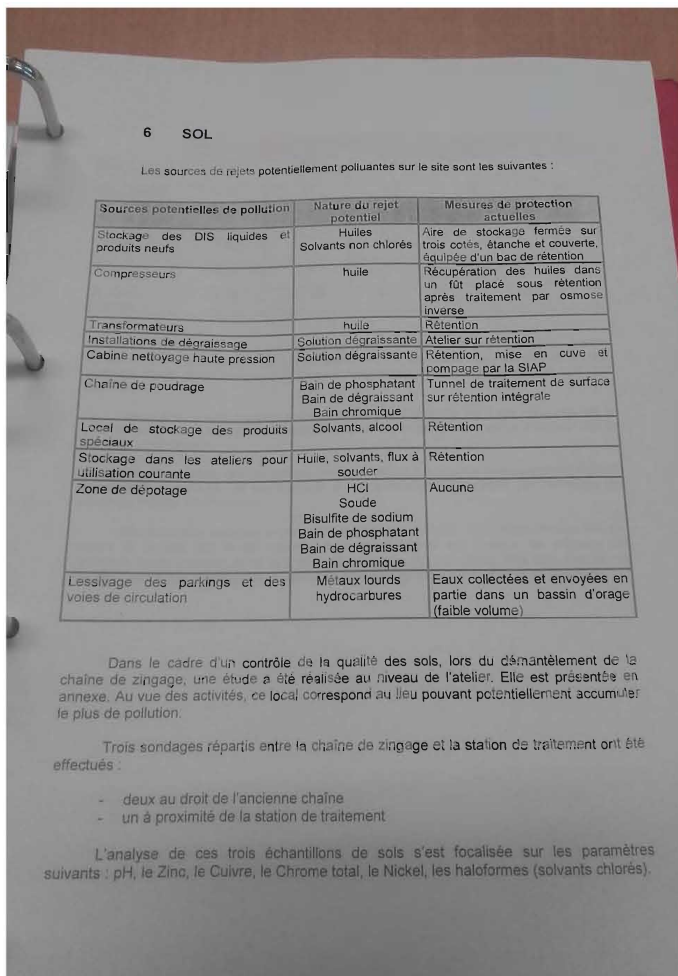 6 SOL
Les sources de rejets potentiellement polluantes sur le site sont les suivantes :
Sources potentielles de pollution
Nature du rejet
potentiel
Mesures de protection
actuelles
Stockage des DIS liquides et
produits neufs
Huiles
Solvants non chlorés
Aire de stockage fermée sur
trois cotés, étanche et couverte,
équipée d'un bac de rétention
Compresseurs
huile
Récupération des huiles dans
un fût placé sous rétention
après traitement par osmose
inverse
Transformateurs
huile
Rétention
Installations de dégraissage
Solution dégraissante
Atelier sur rétention
Cabine nettoyage haute pression
Solution dégraissante
Rétention, mise en cuve et
pompage par la SIAP
Chaîne de poudrage
Bain de phosphatant
Bain de dégraissant
Bain chromique
Tunnel de traitement de surface
sur rétention intégrale
Local de stockage des produits
spéciaux
Solvants, alcool
Rétention
Stockage dans les ateliers pour
utilisation courante
Huile, solvants, flux à
souder
Rétention
Zone de dépotage
HCl
Soude
Bisulfite de sodium
Bain de phosphatant
Bain de dégraissant
Bain chromique
Aucune
Lessivage des parkings et des
voies de circulation
Métaux lourds
hydrocarbures
Eaux collectées et envoyées en
partie dans un bassin d'orage
(faible volume)
Dans le cadre d'un contrôle de la qualité des sols, lors du démantèlement de la
chaîne de zingage, une étude a été réalisée au niveau de l'atelier. Elle est présentée en
annexe. Au vue des activités, ce local correspond au lieu pouvant potentiellement accumuler
le plus de pollution.
Trois sondages répartis entre la chaîne de zingage et la station de traitement ont été
effectués :
- deux au droit de l'ancienne chaîne
- un à proximité de la station de traitement
L'analyse de ces trois échantillons de sols s'est focalisée sur les paramètres
suivants : pH, le Zinc, le Cuivre, le Chrome total, le Nickel, les haloformes (solvants chlorés).